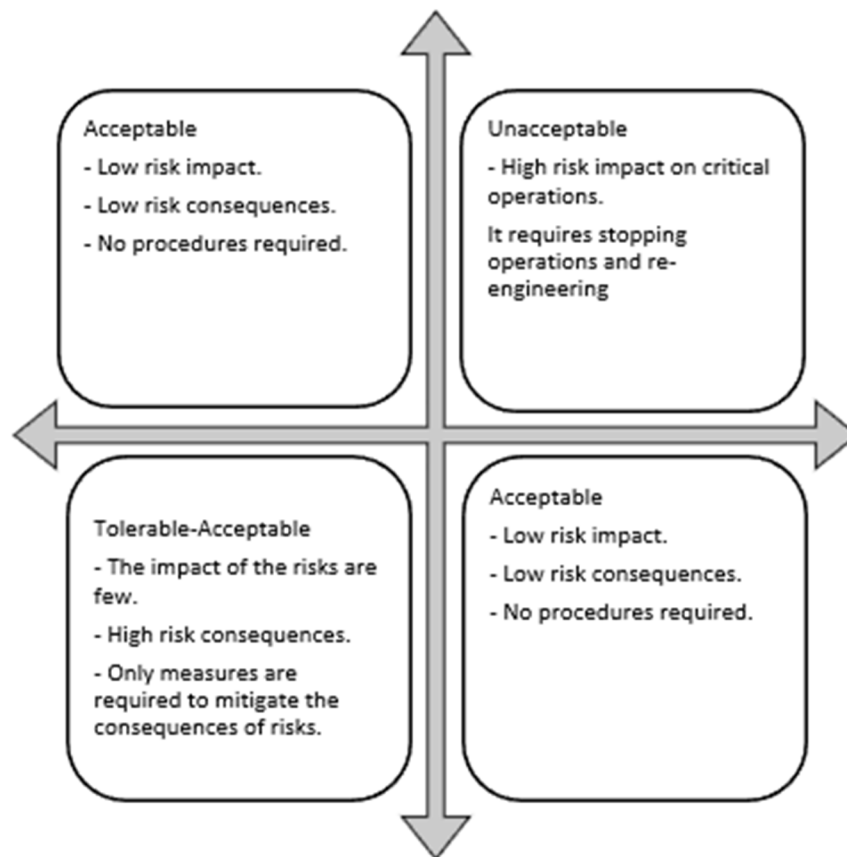 Acceptable
- Low risk impact.
- Low risk consequences.
- No procedures required.
Unacceptable
- High risk impact on critical
operations.
It requires stopping
operations and re-
engineering
Tolerable-Acceptable
- The impact of the risks are
few.
- High risk consequences.
- Only measures are
required to mitigate the
consequences of risks.
Acceptable
- Low risk impact.
- Low risk consequences.
- No procedures required.